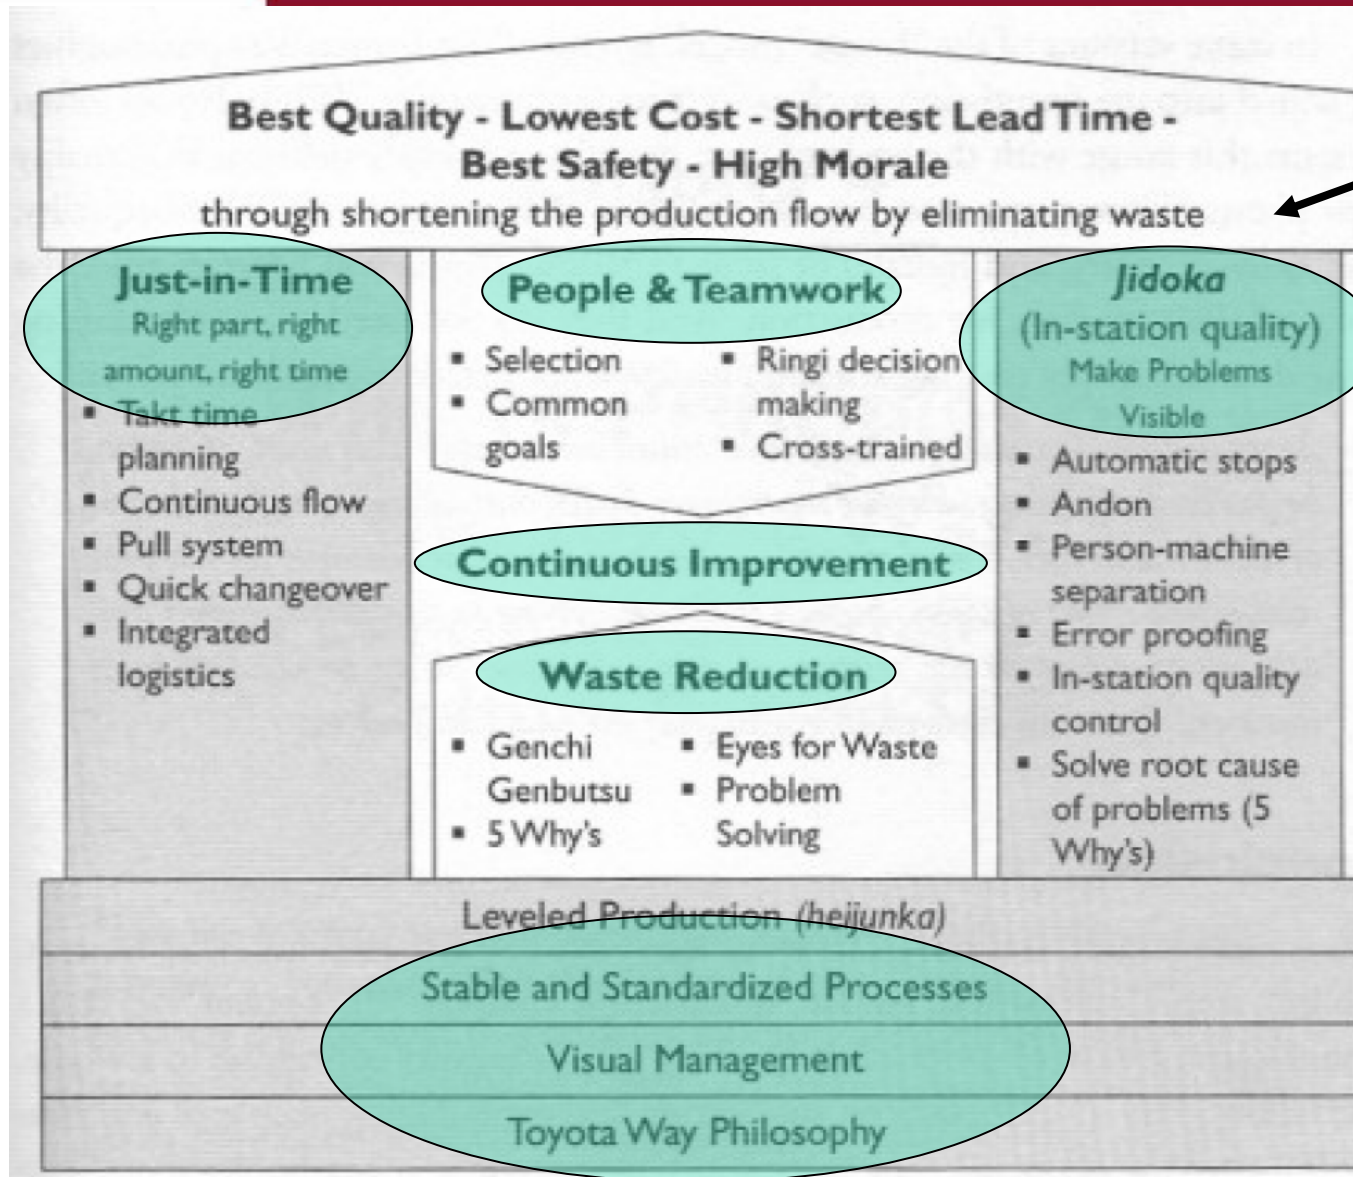 Best Quality - Lowest Cost - Shortest Lead Time -
Best Safety - High Morale
through shortening the production flow by eliminating waste
Just-in-Time
Right part, right
amount, right time
▪ Takt time
planning
▪ Continuous flow
▪ Pull system
▪ Quick changeover
▪ Integrated
logistics
People & Teamwork
▪ Selection
▪ Common
goals
▪ Ringi decision
making
▪ Cross-trained
Continuous Improvement
Waste Reduction
▪ Genchi
Genbutsu
▪ 5 Why's
▪ Eyes for Waste
▪ Problem
Solving
Jidoka
(In-station quality)
Make Problems
Visible
▪ Automatic stops
▪ Andon
▪ Person-machine
separation
▪ Error proofing
▪ In-station quality
control
▪ Solve root cause
of problems (5
Why's)
Leveled Production (heijunka)
Stable and Standardized Processes
Visual Management
Toyota Way Philosophy